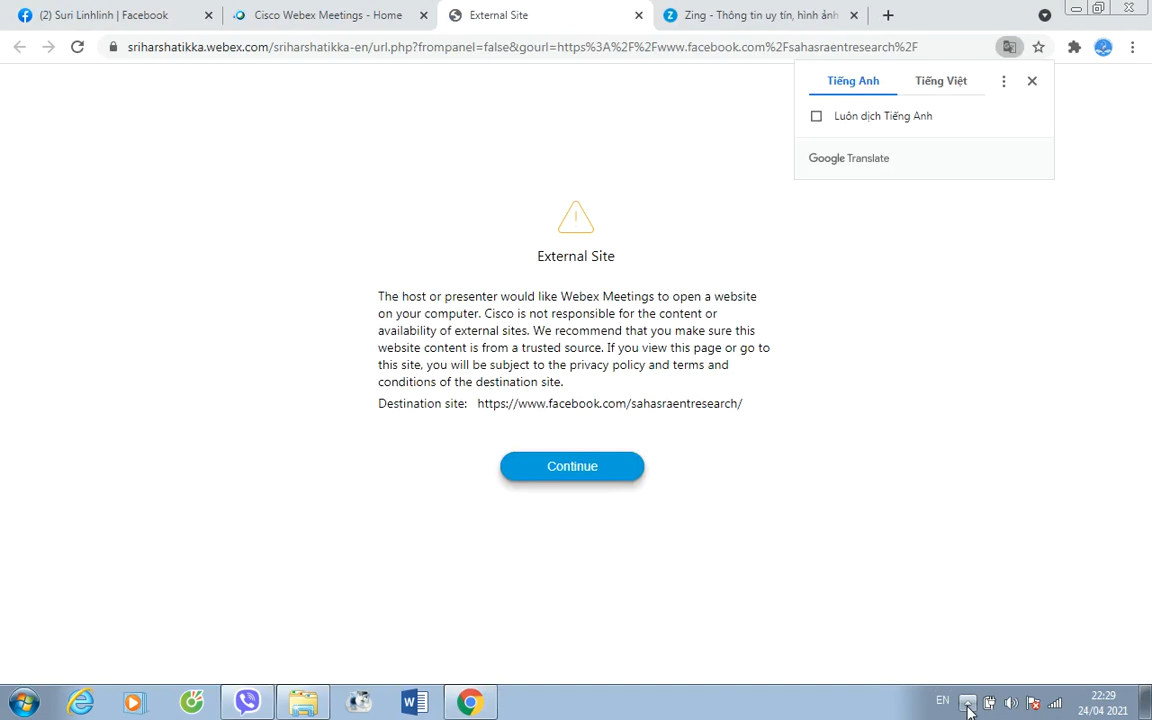 (2) Suri Linhlinh | Facebook
Cisco Webex Meetings - Home
External Site
Zing - Thông tin uy tín, hình ảnh
sriharshatikka.webex.com/sriharshatikka-en/url.php?frompanel=false&gourl=https%3A%2F%2Fwww.facebook.com%2Fsahasraentresearch%2F
Tiếng Anh
Tiếng Việt
Luôn dịch Tiếng Anh
Google Translate
External Site
The host or presenter would like Webex Meetings to open a website
on your computer. Cisco is not responsible for the content or
availability of external sites. We recommend that you make sure this
website content is from a trusted source. If you view this page or go to
this site, you will be subject to the privacy policy and terms and
conditions of the destination site.
Destination site: https://www.facebook.com/sahasraentresearch/
Continue
EN
22:29
24/04 2021